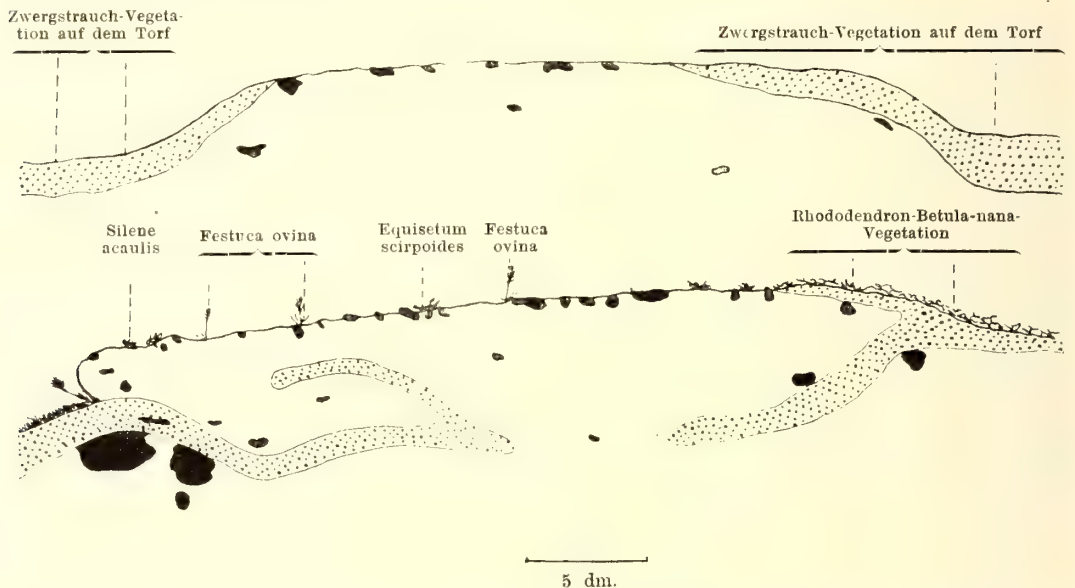 Zwergstrauch-Vegeta-
tion auf dem Torf
Zwergstrauch-Vegetation auf dem Torf
Silene
acaulis
Festuca ovina
Equisetum
scirpoides
Festuca
ovina
Rhododendron-Betula-nana-
Vegetation
5 dm.